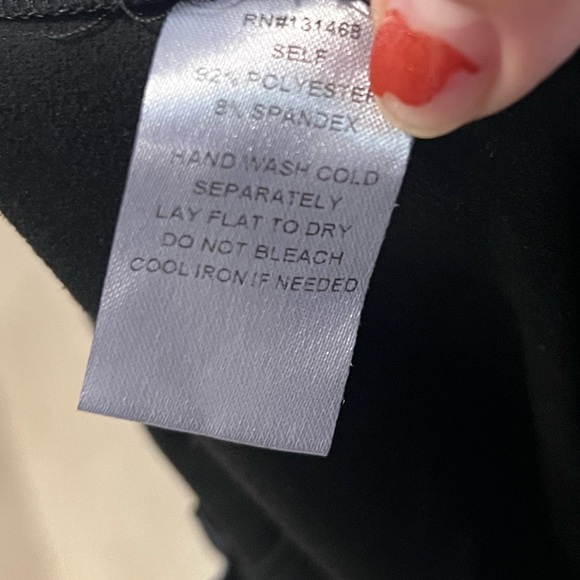 RN#131468
SELF
92% POLYESTER
8% SPANDEX
HAND WASH COLD
SEPARATELY
LAY FLAT TO DRY
DO NOT BLEACH
COOL IRON IF NEEDED